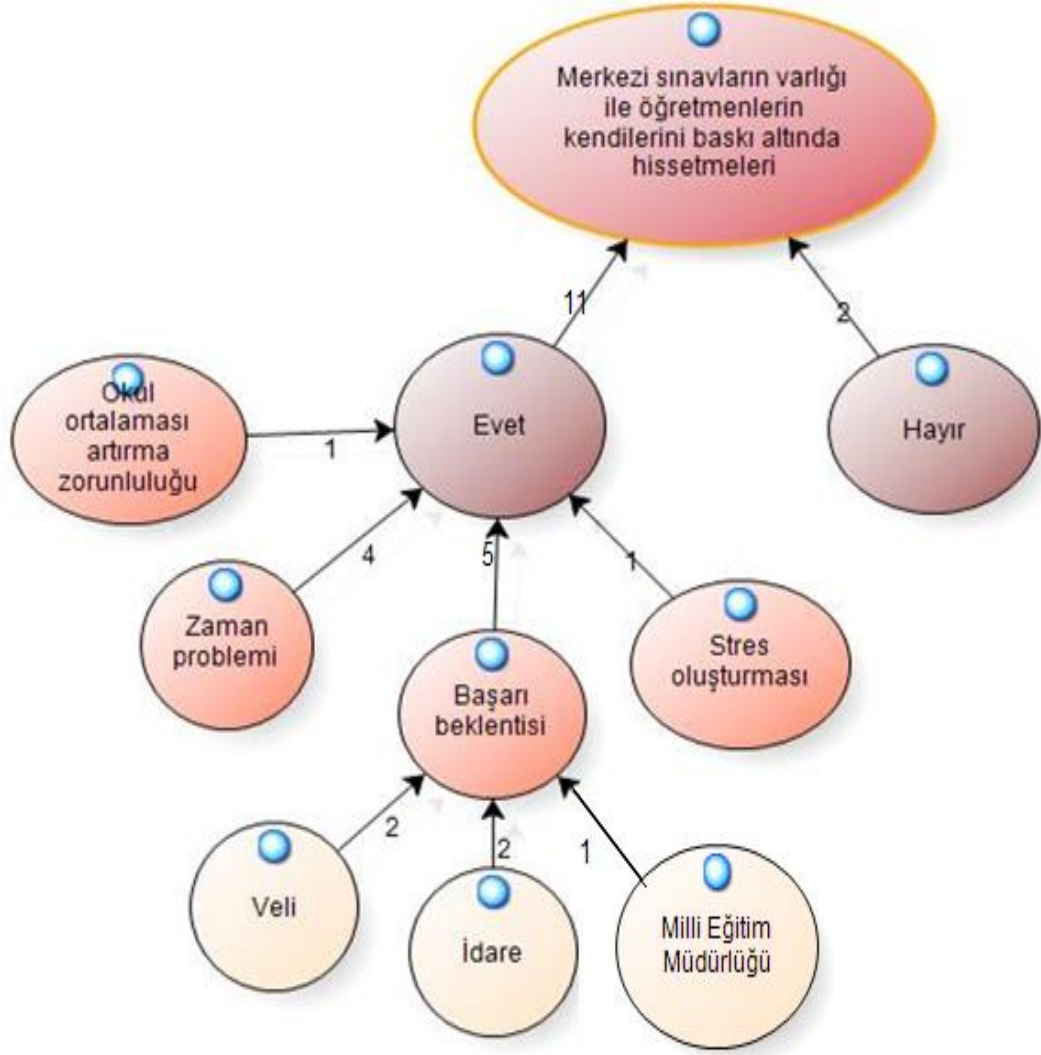 Merkezi sınavların varlığı
ile öğretmenlerin
kendilerini baskı altında
hissetmeleri
11
2
Okul
ortalaması
artırma
zorunluluğu
1
Evet
Hayır
4
5
1
Zaman
problemi
Başarı
beklentisi
Stres
oluşturması
2
2
1
Veli
İdare
Milli Eğitim
Müdürlüğü